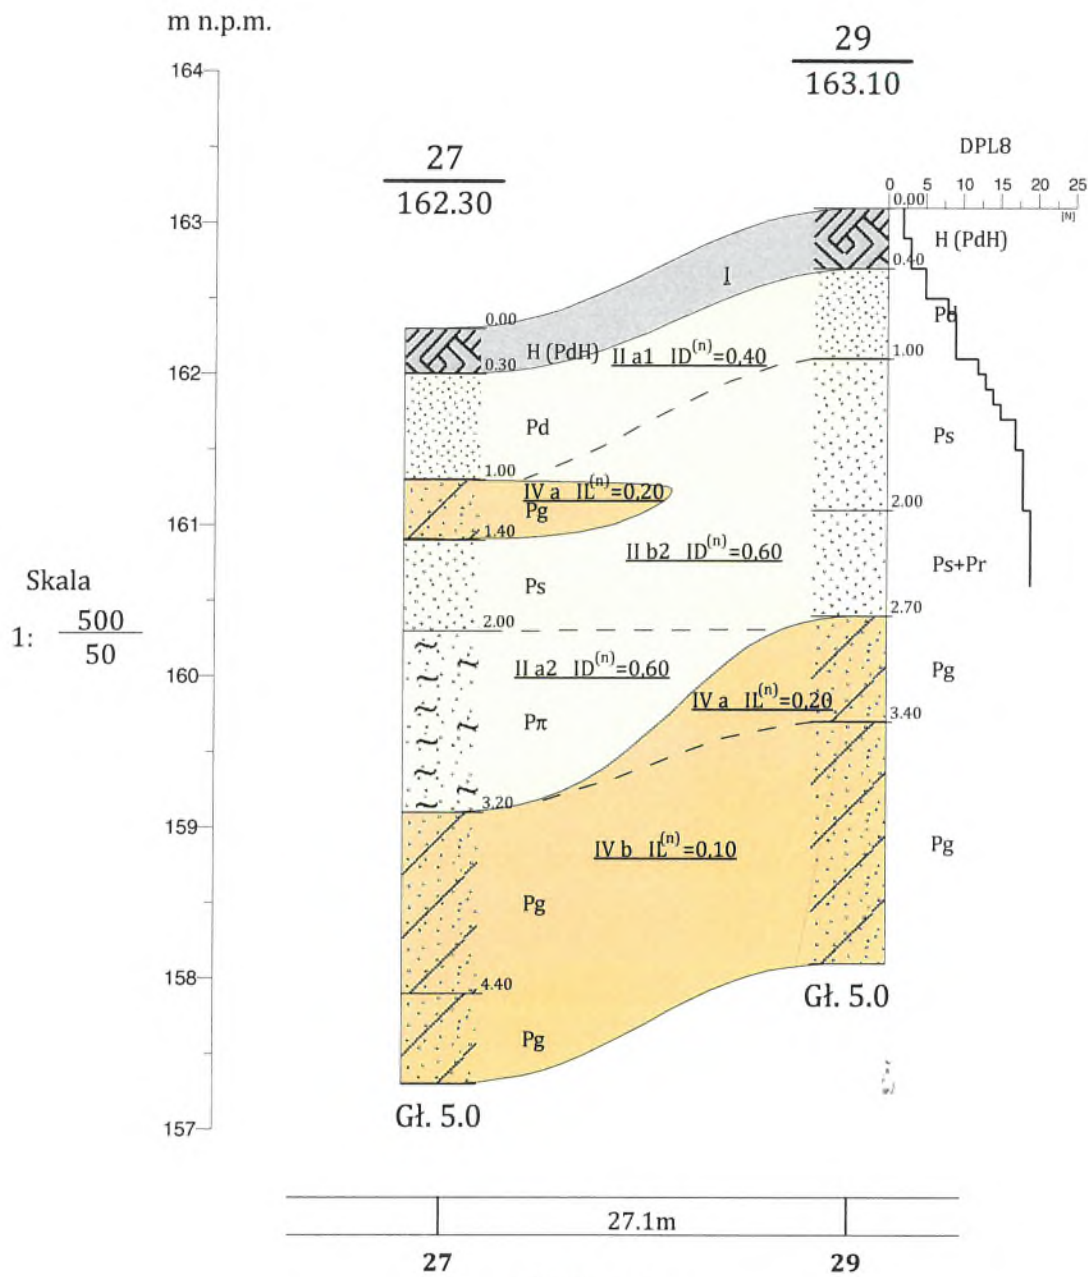 m n.p.m.
29
163.10
164
DPL8
27
162.30
0 5 10 15 20 25
[N]
163
0.00
H (PdH)
I
0.40
Pd
0.00
H (PdH)
II a1 ID(n)=0,40
0.30
1.00
162
Pd
Ps
1.00
IV a IL(n)=0,20
Pg
2.00
161
1.40
II b2 ID(n)=0,60
Ps+Pr
Skala
1: 500
50
Ps
2.00
2.70
II a2 ID(n)=0,60
Pg
160
IV a IL(n)=0,20
3.40
Pπ
3.20
159
IV b IL(n)=0,10
Pg
Pg
158
4.40
Gł. 5.0
Pg
Gł. 5.0
157
27.1m
27 29